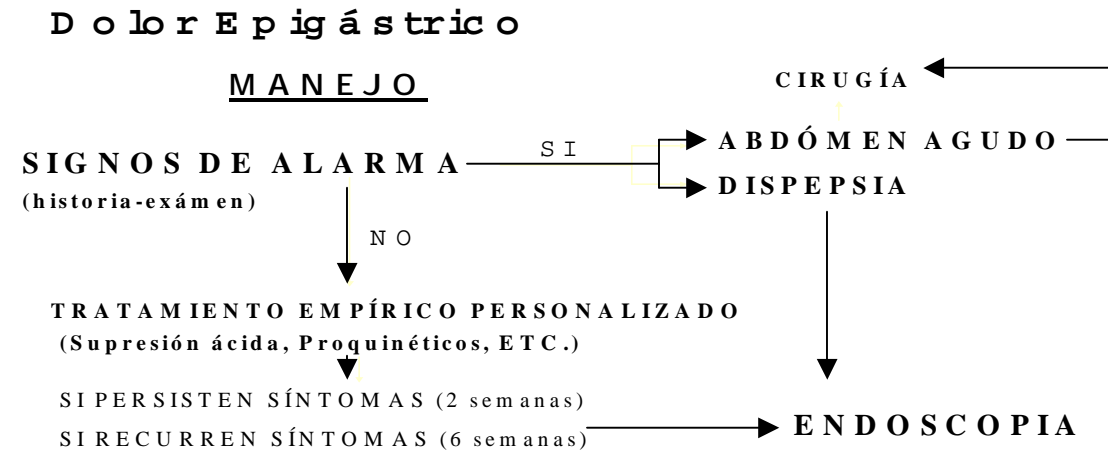 Dolor Epigástrico
MANEJO
CIRUGÍA
SIGNOS DE ALARMA
(historia-exámen)
SI
ABDÓMEN AGUDO
DISPEPSIA
NO
TRATAMIENTO EMPÍRICO PERSONALIZADO
(Supresión ácida, Proquinéticos, ETC.)
SI PERSISTEN SÍNTOMAS (2 semanas)
SI RECURREN SÍNTOMAS (6 semanas)
ENDOSCOPIA